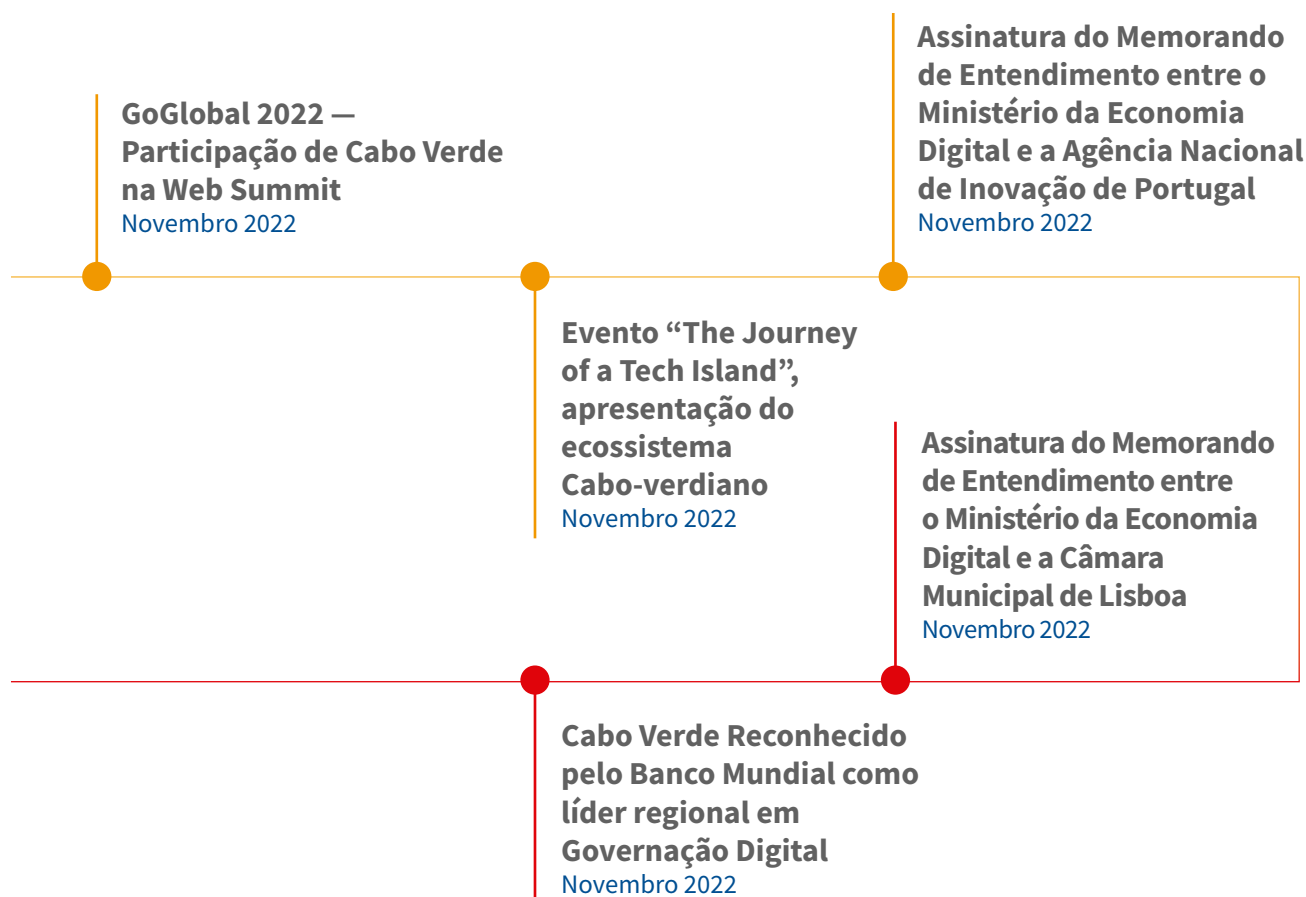 GoGlobal 2022 —
Participação de Cabo Verde
na Web Summit
Novembro 2022
Evento “The Journey
of a Tech Island”,
apresentação do
ecossistema
Cabo-verdiano
Novembro 2022
Assinatura do Memorando
de Entendimento entre o
Ministério da Economia
Digital e a Agência Nacional
de Inovação de Portugal
Novembro 2022
Assinatura do Memorando
de Entendimento entre
o Ministério da Economia
Digital e a Câmara
Municipal de Lisboa
Novembro 2022
Cabo Verde Reconhecido
pelo Banco Mundial como
líder regional em
Governação Digital
Novembro 2022